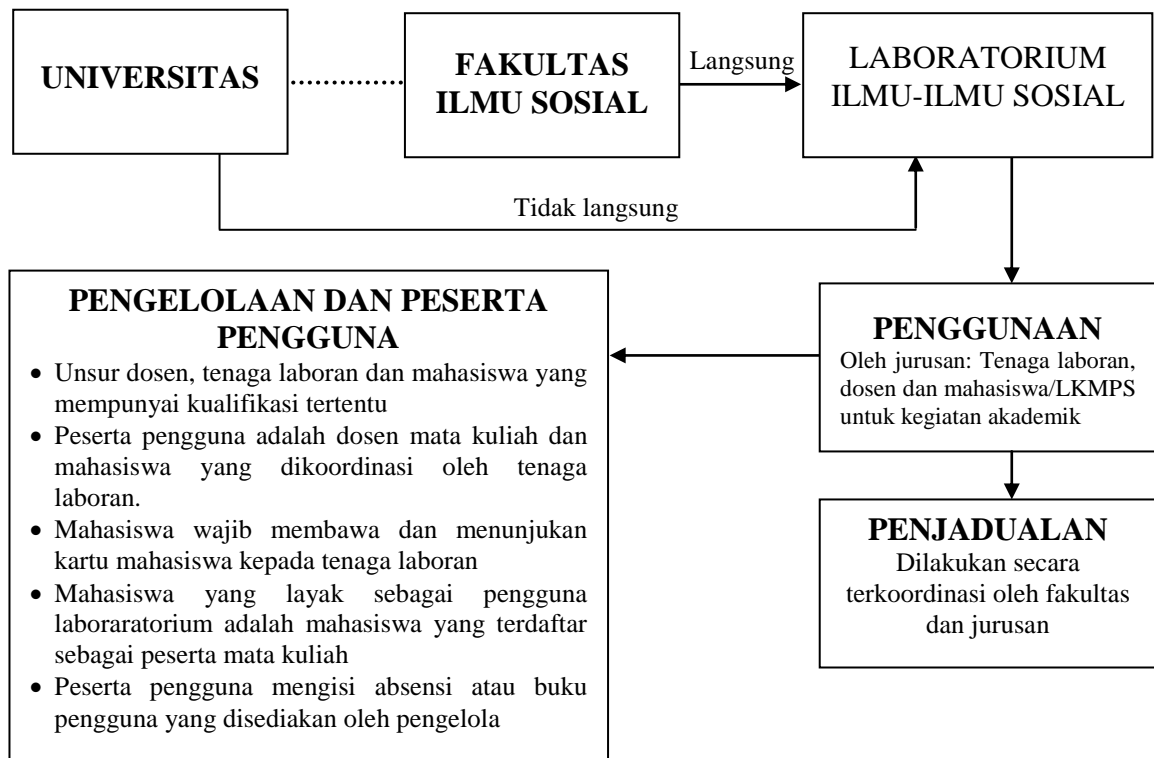 UNIVERSITAS
FAKULTAS
ILMU SOSIAL
Langsung
LABORATORIUM
ILMU-ILMU SOSIAL
Tidak langsung
PENGELOLAAN DAN PESERTA
PENGGUNA
• Unsur dosen, tenaga laboran dan mahasiswa yang
mempunyai kualifikasi tertentu
• Peserta pengguna adalah dosen mata kuliah dan
mahasiswa yang dikoordinasi oleh tenaga
laboran.
• Mahasiswa wajib membawa dan menunjukan
kartu mahasiswa kepada tenaga laboran
• Mahasiswa yang layak sebagai pengguna
laboraratorium adalah mahasiswa yang terdaftar
sebagai peserta mata kuliah
• Peserta pengguna mengisi absensi atau buku
pengguna yang disediakan oleh pengelola
PENGGUNAAN
Oleh jurusan: Tenaga laboran,
dosen dan mahasiswa/LKMPS
untuk kegiatan akademik
PENJADUALAN
Dilakukan secara
terkoordinasi oleh fakultas
dan jurusan